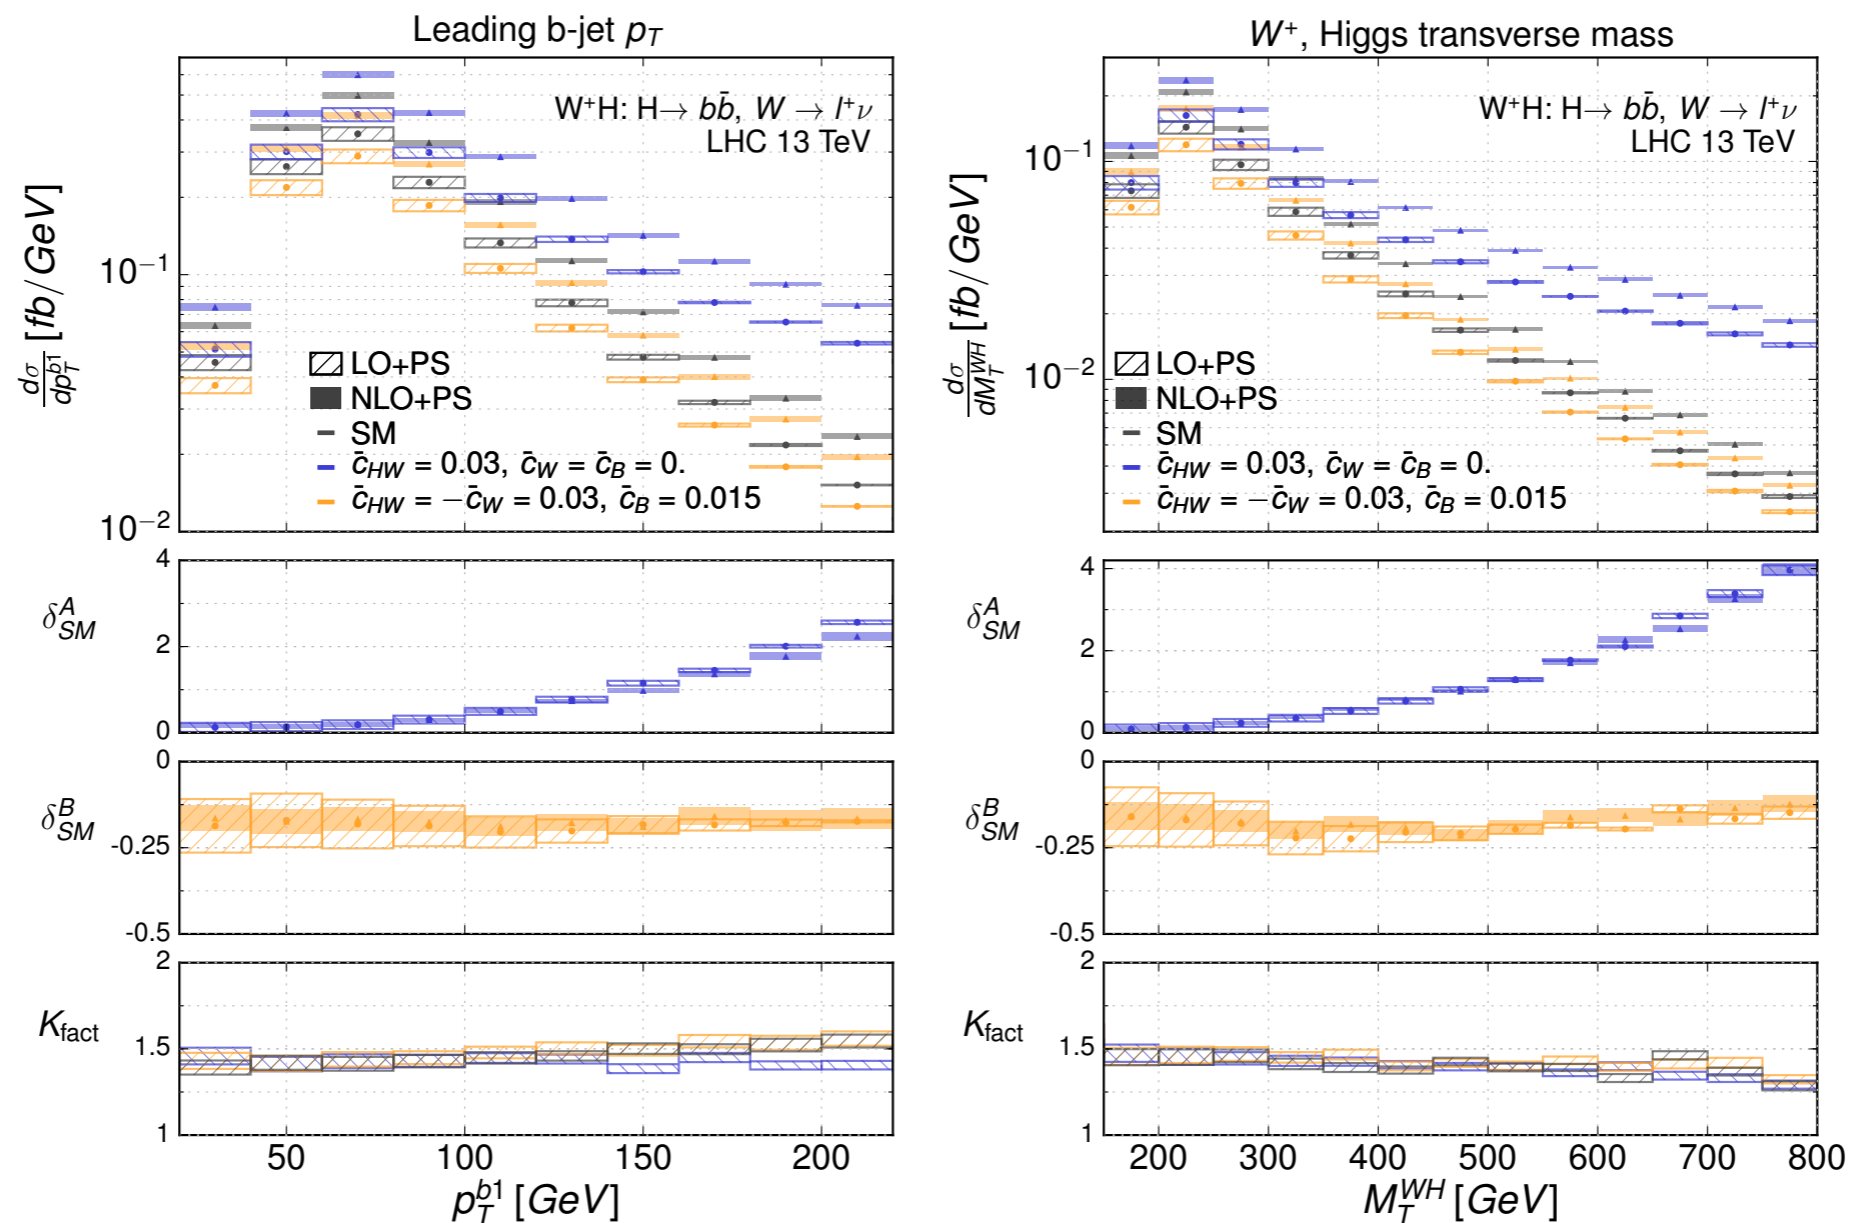 Leading b-jet p_T
W⁺H: H→ bb̄, W → l⁺ν
LHC 13 TeV
dσ/dp_T^{b1} [fb/GeV]
10⁻¹
10⁻²
LO+PS
NLO+PS
SM
c̄_HW = 0.03, c̄_W = c̄_B = 0.
c̄_HW = −c̄_W = 0.03, c̄_B = 0.015
δ^A_SM
4
2
0
δ^B_SM
0
-0.25
-0.5
K_fact
2
1.5
1
50 100 150 200
p_T^{b1} [GeV]
W⁺, Higgs transverse mass
W⁺H: H→ bb̄, W → l⁺ν
LHC 13 TeV
dσ/dM_T^{WH} [fb/GeV]
10⁻¹
10⁻²
LO+PS
NLO+PS
SM
c̄_HW = 0.03, c̄_W = c̄_B = 0.
c̄_HW = −c̄_W = 0.03, c̄_B = 0.015
δ^A_SM
4
2
0
δ^B_SM
0
-0.25
-0.5
K_fact
2
1.5
1
200 300 400 500 600 700 800
M_T^{WH} [GeV]